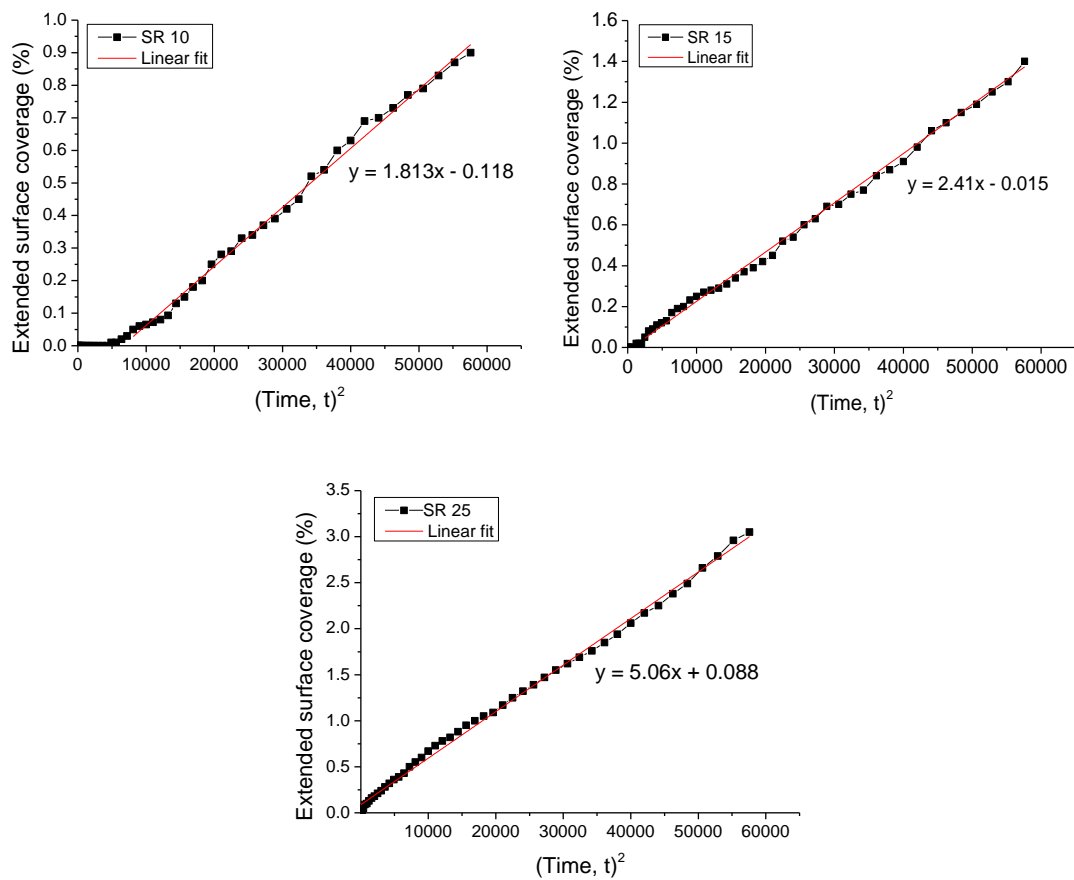 SR 10
Linear fit
Extended surface coverage (%)
1.0
0.9
0.8
0.7
0.6
0.5
0.4
0.3
0.2
0.1
0.0
y = 1.813x - 0.118
0 10000 20000 30000 40000 50000 60000
(Time, t)²
SR 15
Linear fit
Extended surface coverage (%)
1.6
1.4
1.2
1.0
0.8
0.6
0.4
0.2
0.0
y = 2.41x - 0.015
0 10000 20000 30000 40000 50000 60000
(Time, t)²
SR 25
Linear fit
Extended surface coverage (%)
3.5
3.0
2.5
2.0
1.5
1.0
0.5
0.0
y = 5.06x + 0.088
10000 20000 30000 40000 50000 60000
(Time, t)²